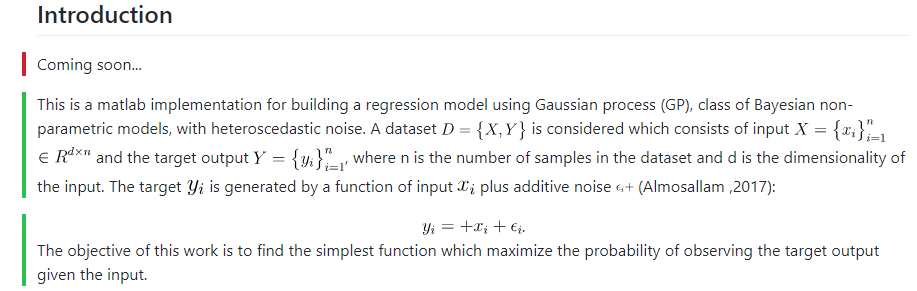 Introduction
Coming soon...
This is a matlab implementation for building a regression model using Gaussian process (GP), class of Bayesian non-
parametric models, with heteroscedastic noise. A dataset D = {X, Y} is considered which consists of input X = {x_i}_{i=1}^n
∈ R^{d×n} and the target output Y = {y_i}_{i=1'}^n where n is the number of samples in the dataset and d is the dimensionality of
the input. The target y_i is generated by a function of input x_i plus additive noise ϵ_i+ (Almosallam ,2017):
y_i = +x_i + ϵ_i.
The objective of this work is to find the simplest function which maximize the probability of observing the target output
given the input.